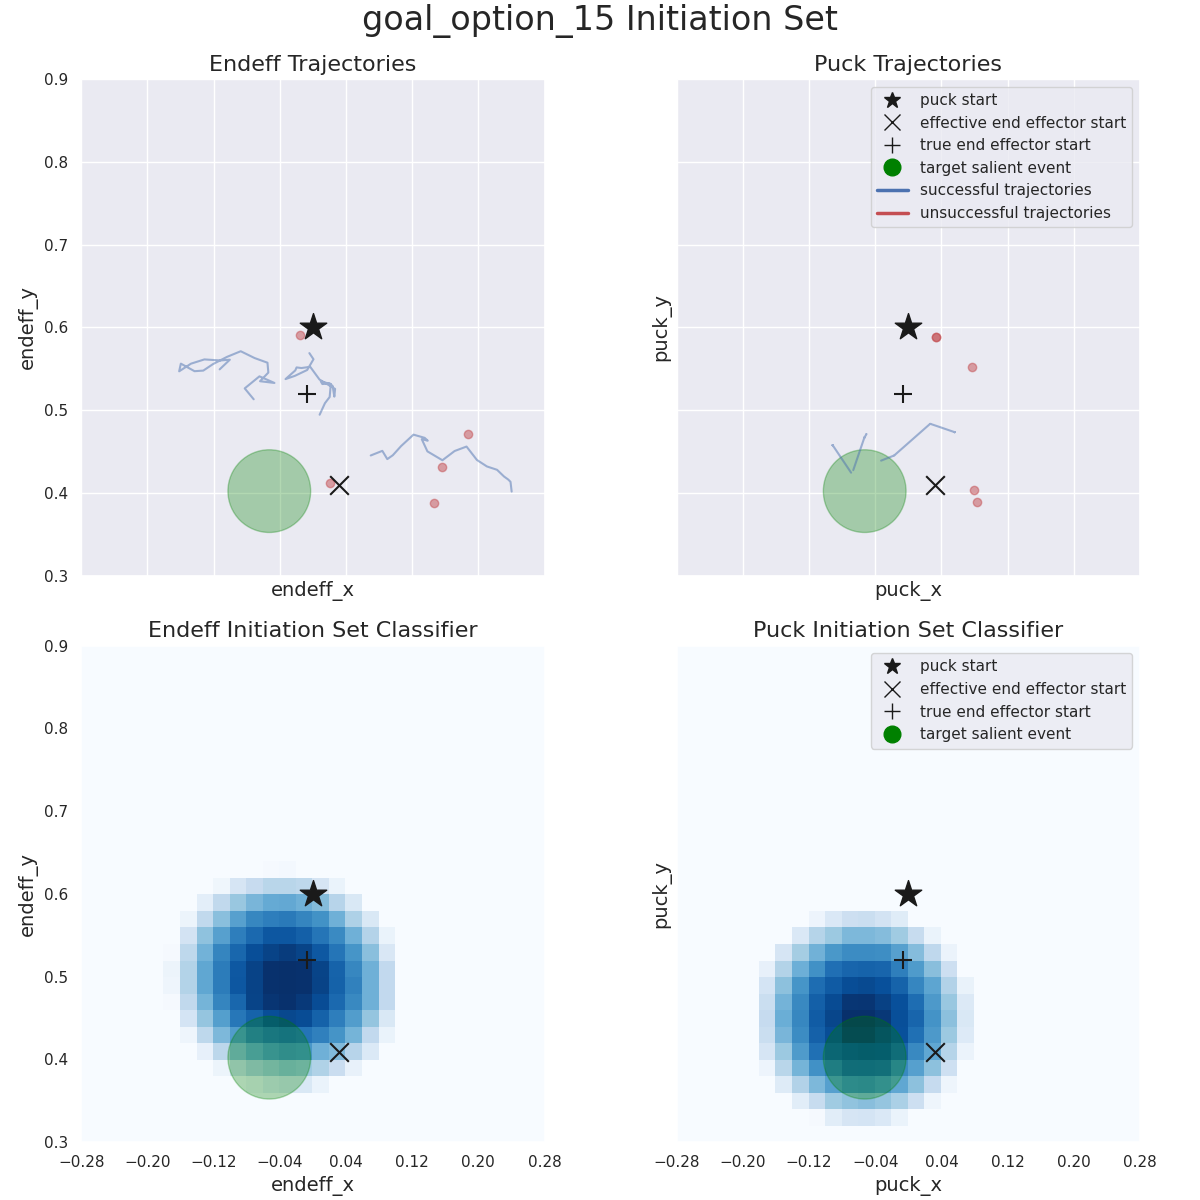 goal_option_15 Initiation Set
Endeff Trajectories
Puck Trajectories
0.9
0.8
0.7
0.6
0.5
0.4
0.3
endeff_y
endeff_x
puck_y
puck_x
puck start
effective end effector start
true end effector start
target salient event
successful trajectories
unsuccessful trajectories
Endeff Initiation Set Classifier
Puck Initiation Set Classifier
0.9
0.8
0.7
0.6
0.5
0.4
0.3
endeff_y
−0.28 −0.20 −0.12 −0.04 0.04 0.12 0.20 0.28
endeff_x
puck_y
puck start
effective end effector start
true end effector start
target salient event
−0.28 −0.20 −0.12 −0.04 0.04 0.12 0.20 0.28
puck_x